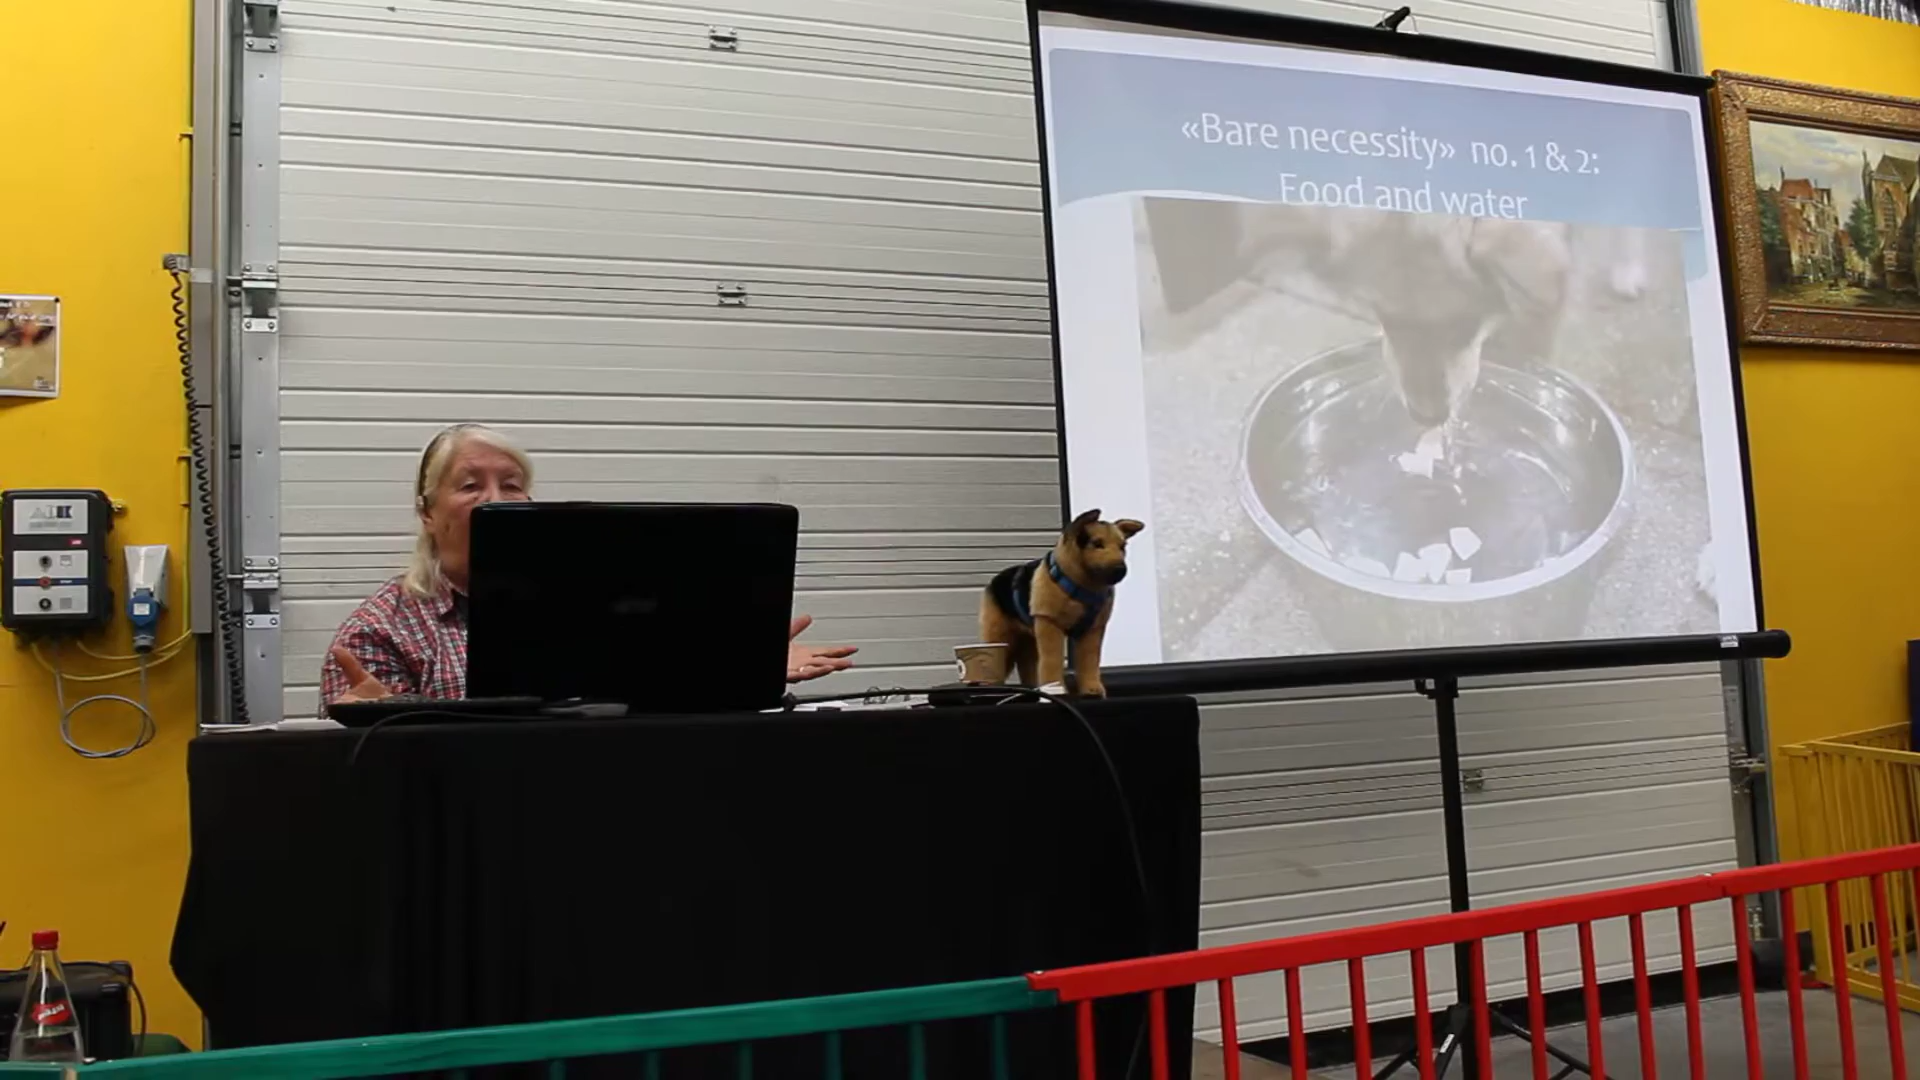 «Bare necessity» no. 1 & 2:
Food and water